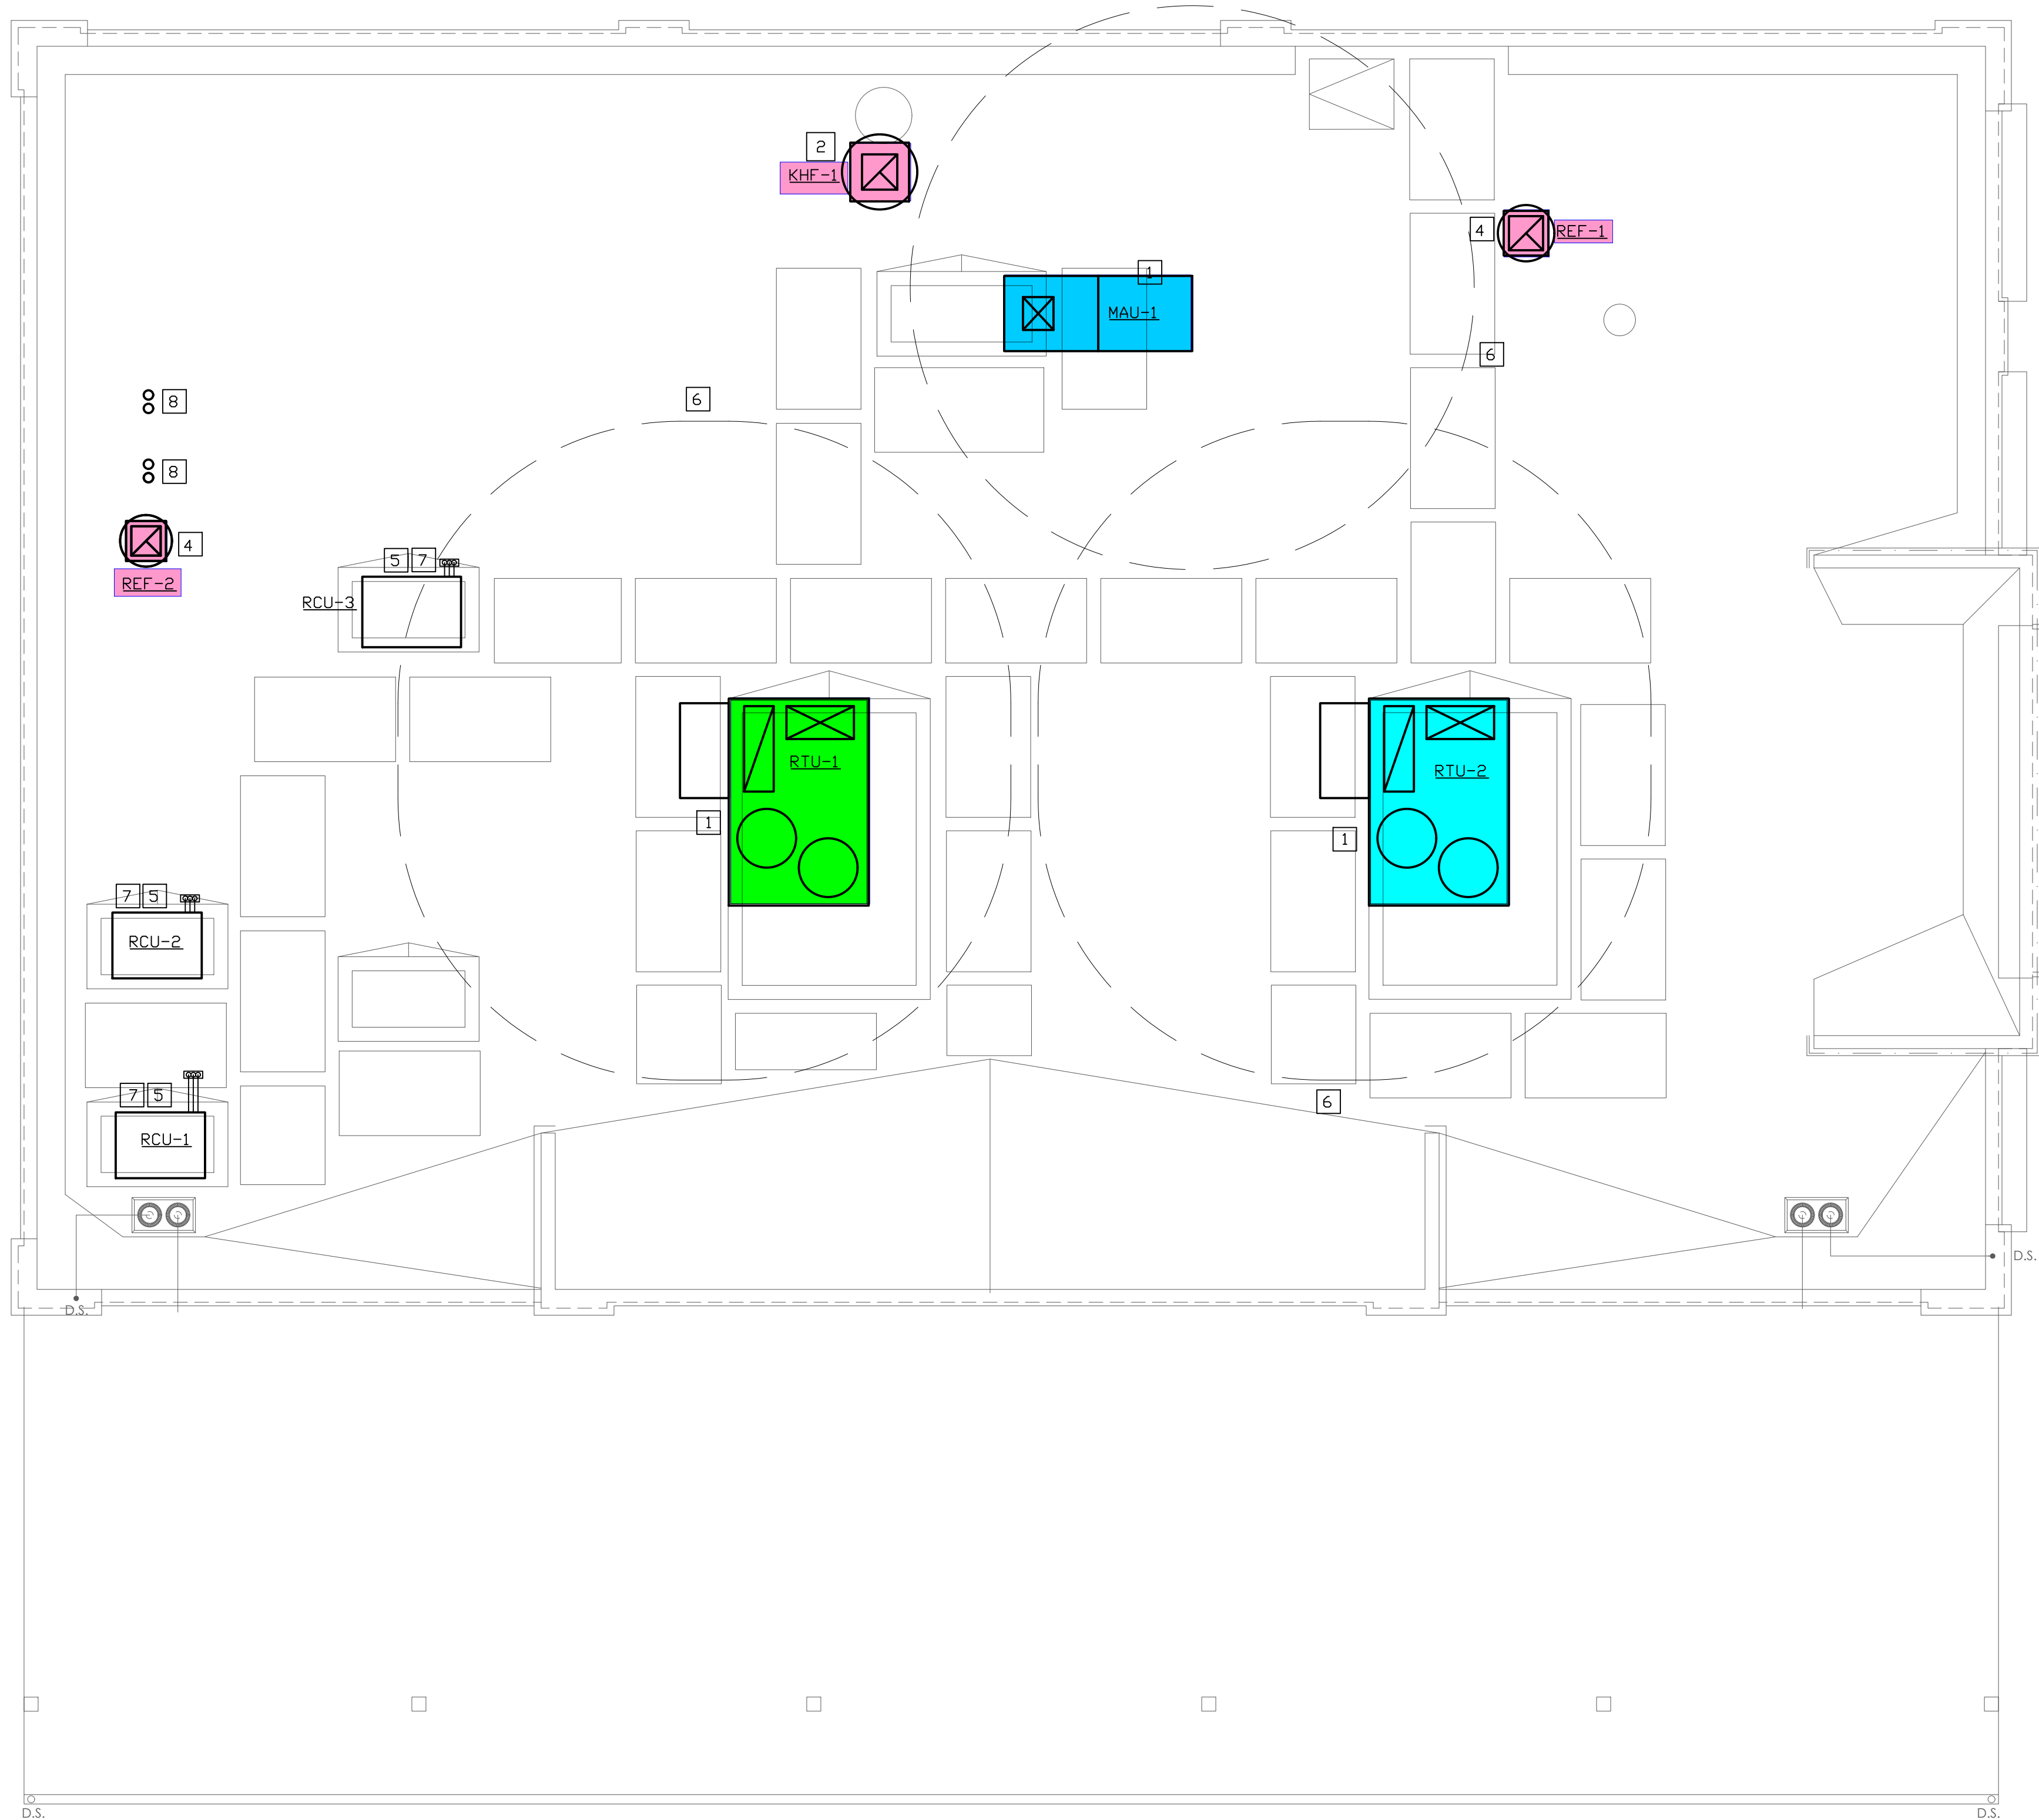 2
KHF-1
4
REF-1
1
MAU-1
6
6
8
8
4
REF-2
5 7
RCU-3
RTU-1
RTU-2
1
1
7 5
RCU-2
7 5
RCU-1
6
D.S.
D.S.
D.S.
D.S.